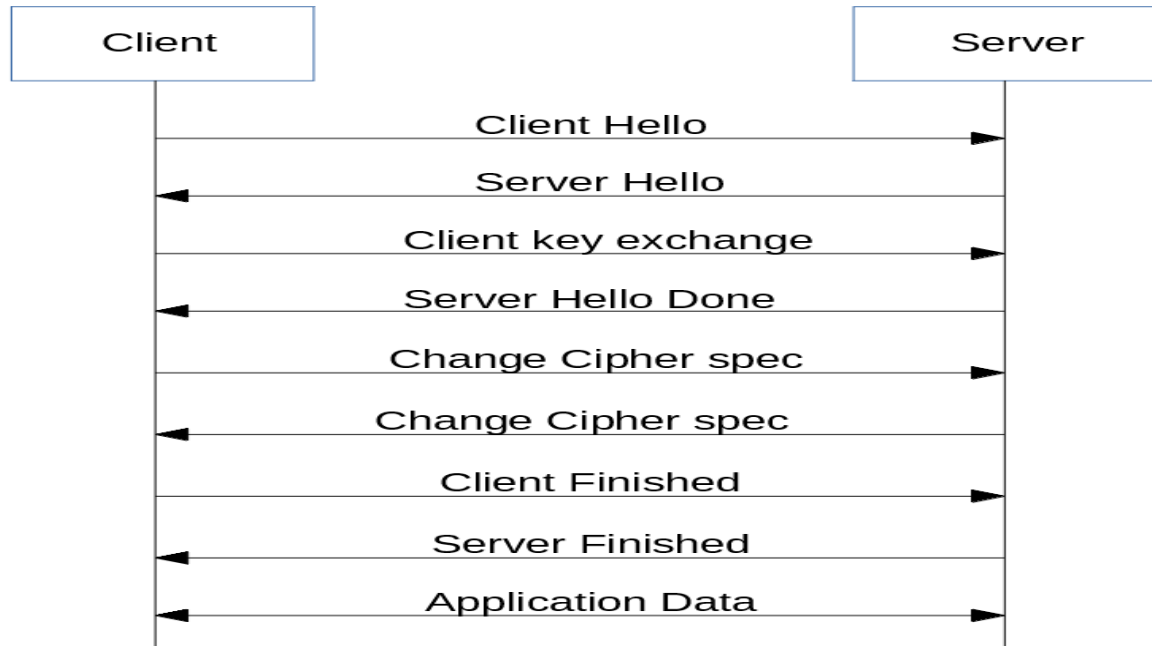 Client
Server
Client Hello
Server Hello
Client key exchange
Server Hello Done
Change Cipher spec
Change Cipher spec
Client Finished
Server Finished
Application Data